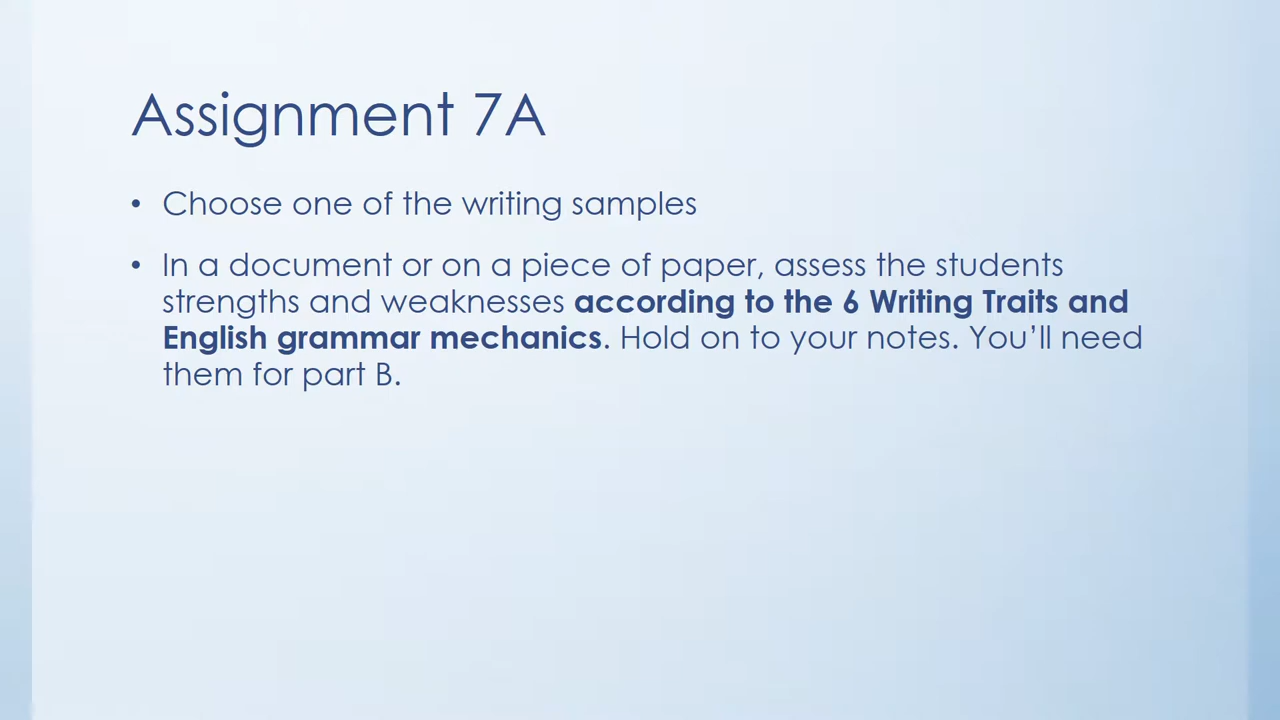 Assignment 7A
• Choose one of the writing samples
• In a document or on a piece of paper, assess the students
strengths and weaknesses according to the 6 Writing Traits and
English grammar mechanics. Hold on to your notes. You’ll need
them for part B.